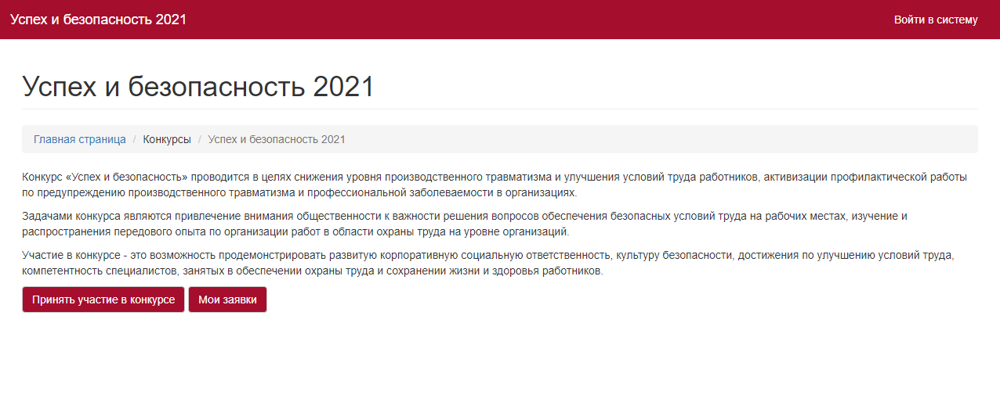 Успех и безопасность 2021
Войти в систему
Успех и безопасность 2021
Главная страница / Конкурсы / Успех и безопасность 2021
Конкурс «Успех и безопасность» проводится в целях снижения уровня производственного травматизма и улучшения условий труда работников, активизации профилактической работы
по предупреждению производственного травматизма и профессиональной заболеваемости в организациях.
Задачами конкурса являются привлечение внимания общественности к важности решения вопросов обеспечения безопасных условий труда на рабочих местах, изучение и
распространения передового опыта по организации работ в области охраны труда на уровне организаций.
Участие в конкурсе - это возможность продемонстрировать развитую корпоративную социальную ответственность, культуру безопасности, достижения по улучшению условий труда,
компетентность специалистов, занятых в обеспечении охраны труда и сохранении жизни и здоровья работников.
Принять участие в конкурсе Мои заявки